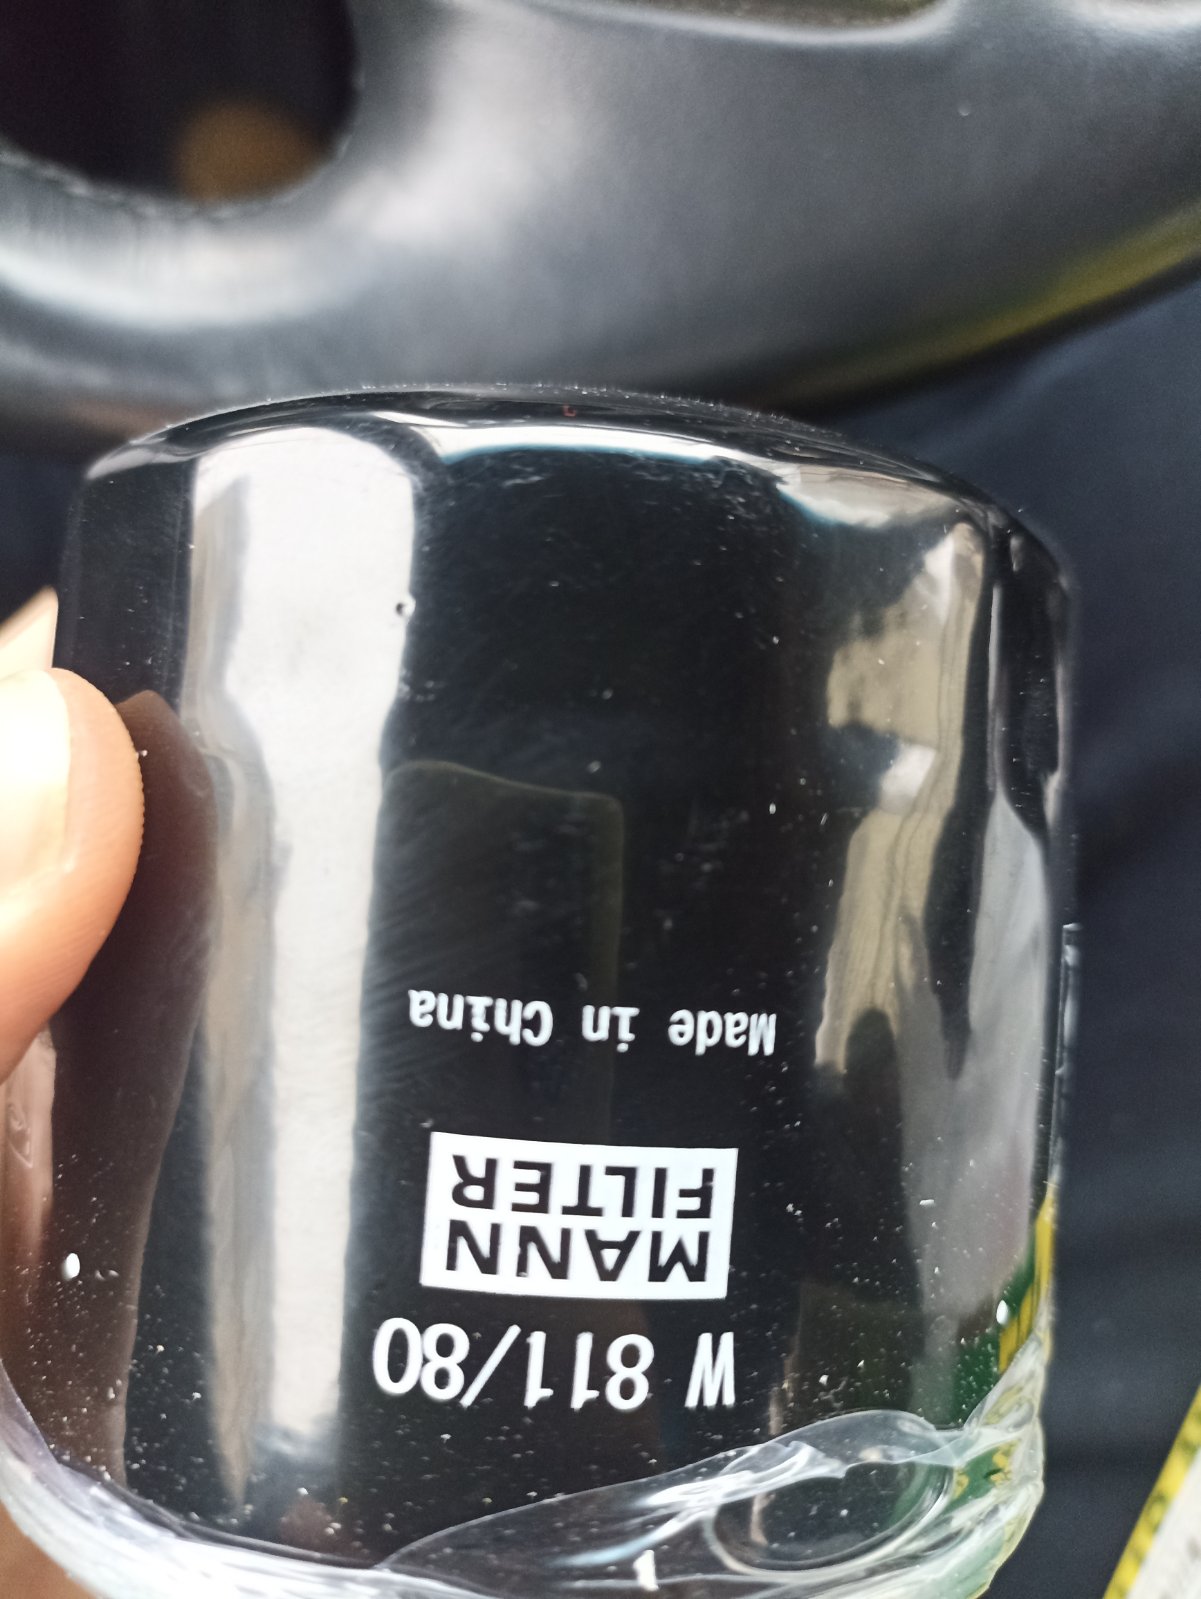 W 811/80
MANN
FILTER
Made in China